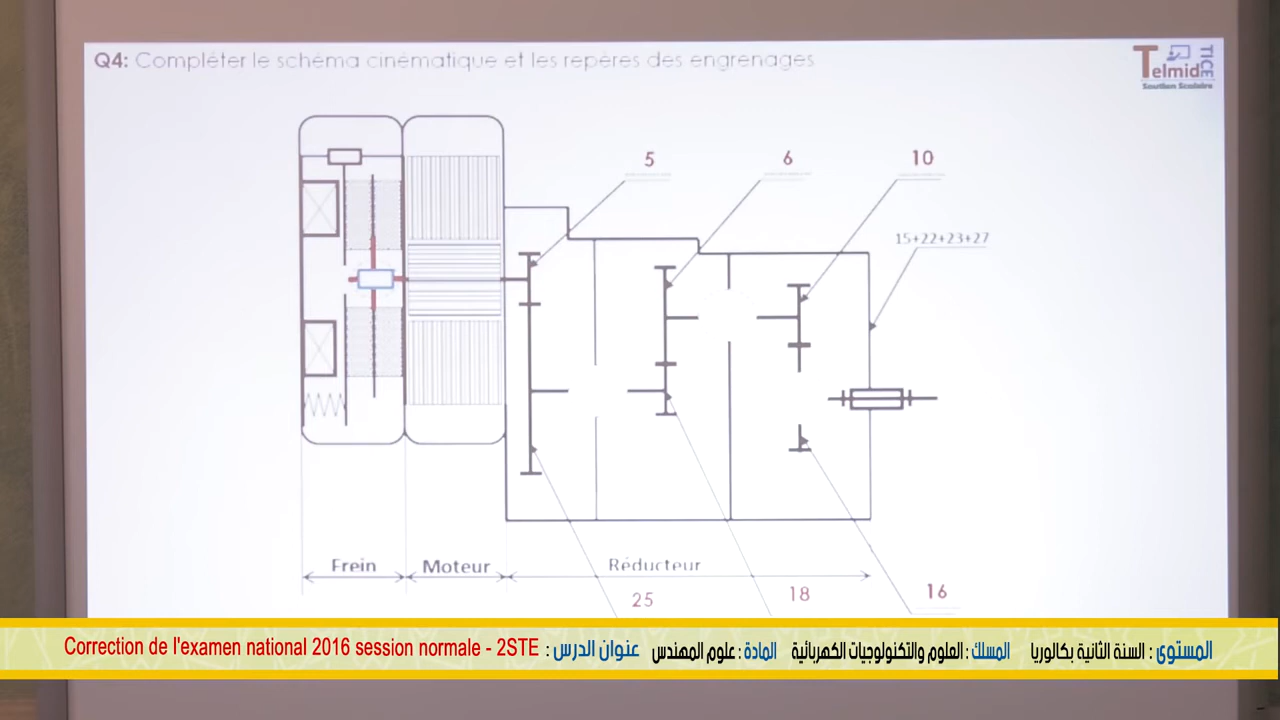 Q4: Compléter le schéma cinématique et les repères des engrenages
Telmid TICE
Soutien Scolaire
5
6
10
15+22+23+27
Frein
Moteur
Réducteur
25
18
16
Correction de l'examen national 2016 session normale - 2STE : عنوان الدرس
المادة : علوم المهندس
المسلك : العلوم والتكنولوجيات الكهربائية
المستوى : السنة الثانية بكالوريا